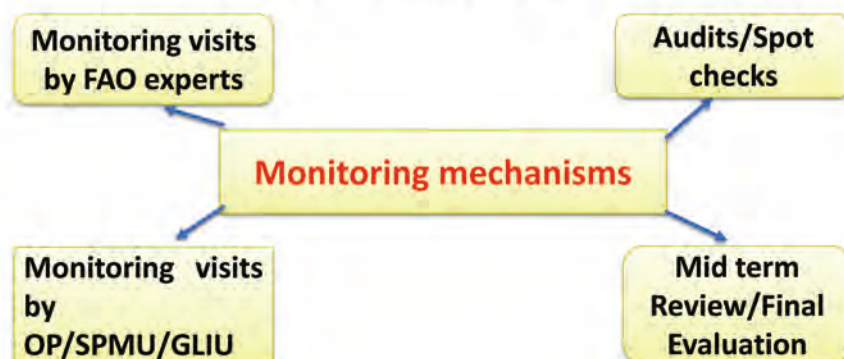 Monitoring visits
by FAO experts
Audits/Spot
checks
Monitoring mechanisms
Monitoring visits
by
OP/SPMU/GLIU
Mid term
Review/Final
Evaluation